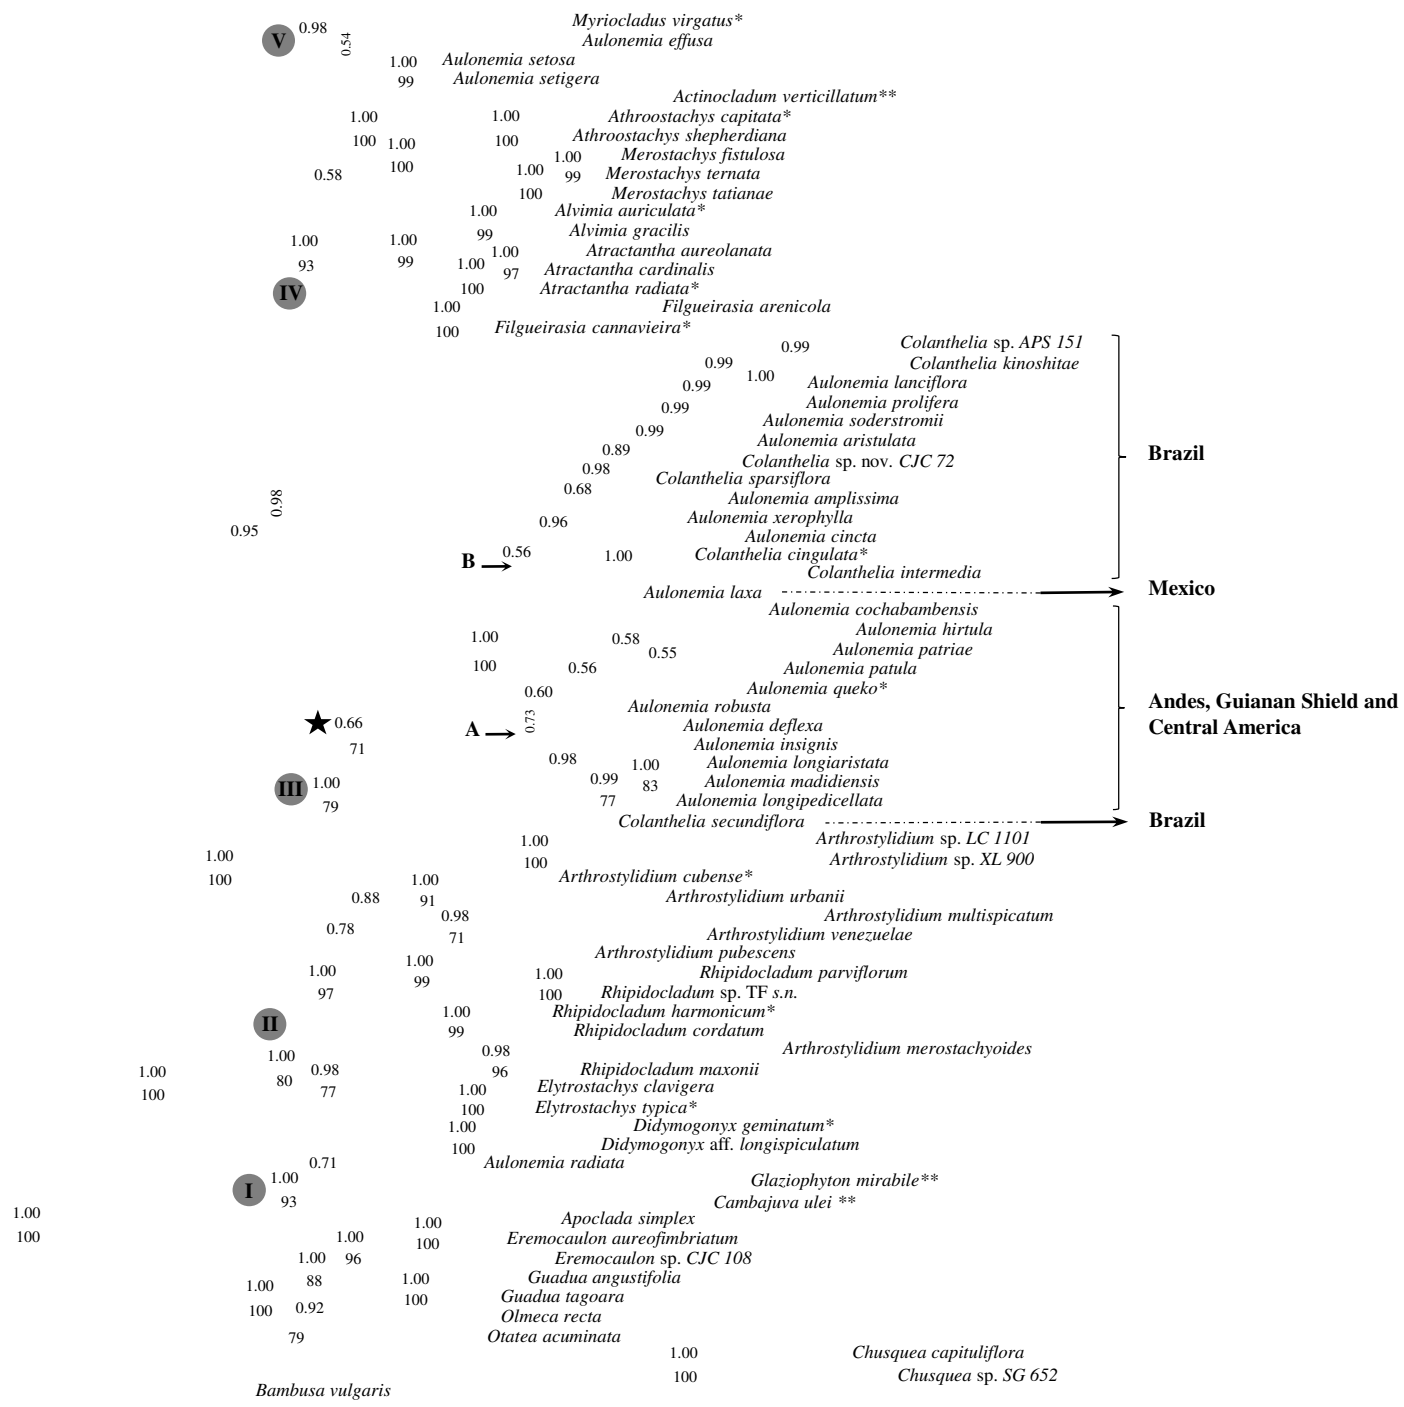 Myriocladus virgatus*
V 0.98 0.54 Aulonemia effusa
1.00 Aulonemia setosa
99 Aulonemia setigera
Actinocladum verticillatum**
1.00 1.00 Athroostachys capitata*
100 1.00 100 Athroostachys shepherdiana
1.00 Merostachys fistulosa
0.58 100 1.00 99 Merostachys ternata
100 Merostachys tatianae
1.00 Alvimia auriculata*
99 Alvimia gracilis
1.00 1.00 1.00 Atractantha aureolanata
93 99 1.00 97 Atractantha cardinalis
IV 100 Atractantha radiata*
1.00 Filgueirasia arenicola
100 Filgueirasia cannavieira*
0.99 Colanthelia sp. APS 151
0.99 Colanthelia kinoshitae
0.99 1.00 Aulonemia lanciflora
0.99 Aulonemia prolifera
0.99 Aulonemia soderstromii
0.89 Aulonemia aristulata
Brazil
0.98 Colanthelia sp. nov. CJC 72
0.68 Colanthelia sparsiflora
0.98 Aulonemia amplissima
0.95 0.96 Aulonemia xerophylla
Aulonemia cincta
B 0.56 1.00 Colanthelia cingulata*
Colanthelia intermedia
Aulonemia laxa Mexico
Aulonemia cochabambensis
1.00 0.58 Aulonemia hirtula
0.55 Aulonemia patriae
100 0.56 Aulonemia patula
0.60 Aulonemia queko*
Aulonemia robusta
Andes, Guianan Shield and
Central America
0.66 A 0.73 Aulonemia deflexa
71 Aulonemia insignis
0.98 1.00 Aulonemia longiaristata
III 1.00 0.99 83 Aulonemia madidiensis
79 77 Aulonemia longipedicellata
Colanthelia secundiflora Brazil
1.00 Arthrostylidium sp. LC 1101
1.00 100 Arthrostylidium sp. XL 900
100 1.00 Arthrostylidium cubense*
0.88 91 Arthrostylidium urbanii
0.98 Arthrostylidium multispicatum
0.78 71 Arthrostylidium venezuelae
1.00 Arthrostylidium pubescens
1.00 99 1.00 Rhipidocladum parviflorum
97 100 Rhipidocladum sp. TF s.n.
II 1.00 Rhipidocladum harmonicum*
99 Rhipidocladum cordatum
1.00 0.98 Arthrostylidium merostachyoides
1.00 80 0.98 96 Rhipidocladum maxonii
100 77 1.00 Elytrostachys clavigera
100 Elytrostachys typica*
1.00 Didymogonyx geminatum*
100 Didymogonyx aff. longispiculatum
0.71 Aulonemia radiata
I 1.00 Glaziophyton mirabile**
93 Cambajuva ulei **
1.00 1.00 Apoclada simplex
100 1.00 100 Eremocaulon aureofimbriatum
1.00 96 Eremocaulon sp. CJC 108
1.00 88 1.00 Guadua angustifolia
100 0.92 100 Guadua tagoara
Olmeca recta
79 Otatea acuminata
1.00 Chusquea capituliflora
100 Chusquea sp. SG 652
Bambusa vulgaris